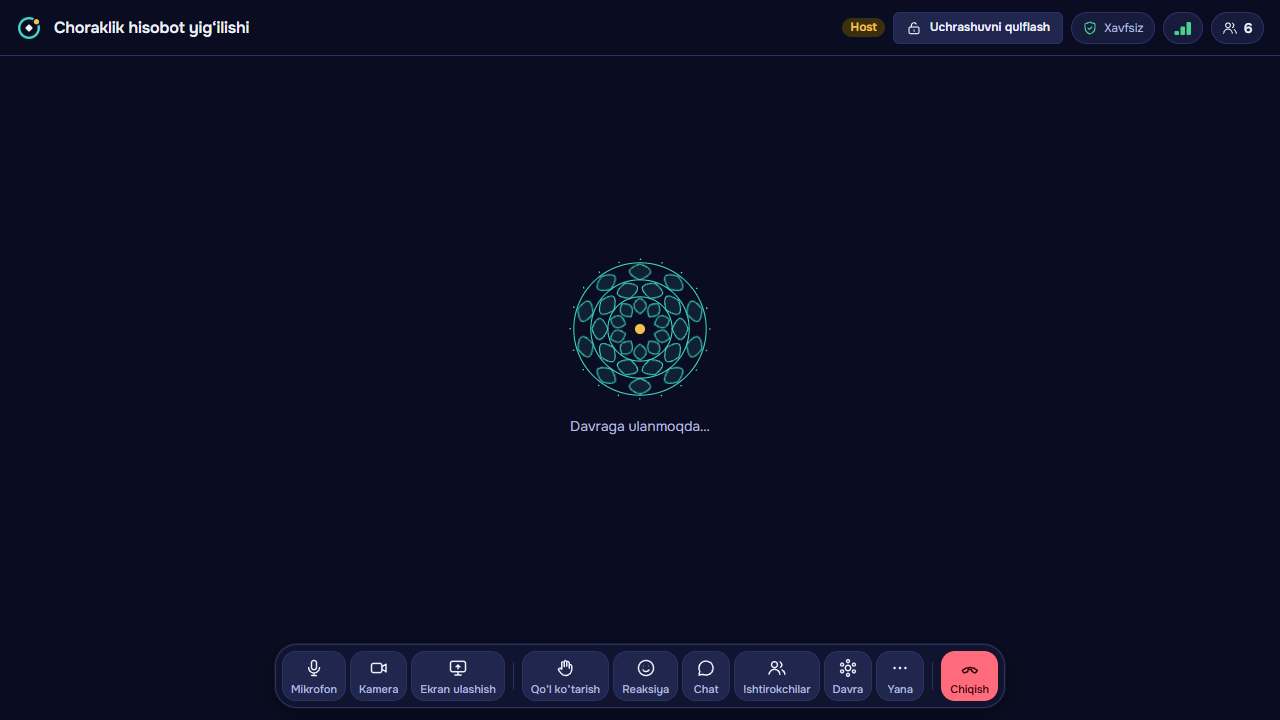 Choraklik hisobot yig‘ilishi
Host
Uchrashuvni qulflash
Xavfsiz
6
Davraga ulanmoqda...
Mikrofon
Kamera
Ekran ulashish
Qo‘l ko‘tarish
Reaksiya
Chat
Ishtirokchilar
Davra
Yana
Chiqish